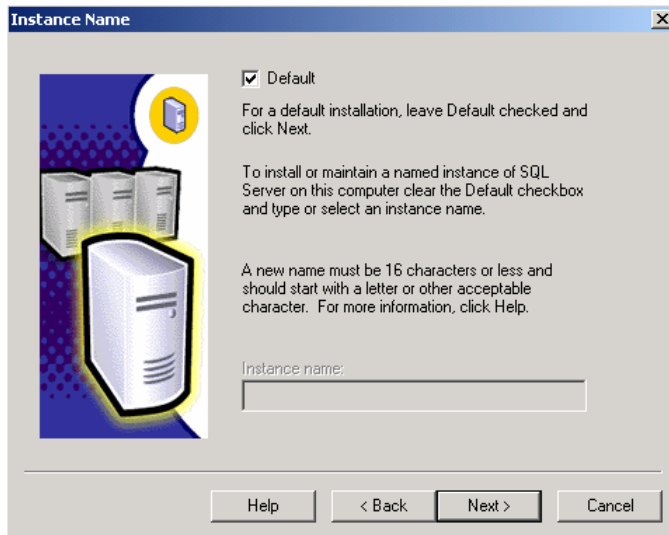 Instance Name
Default
For a default installation, leave Default checked and
click Next.
To install or maintain a named instance of SQL
Server on this computer clear the Default checkbox
and type or select an instance name.
A new name must be 16 characters or less and
should start with a letter or other acceptable
character. For more information, click Help.
Instance name:
Help
< Back
Next >
Cancel